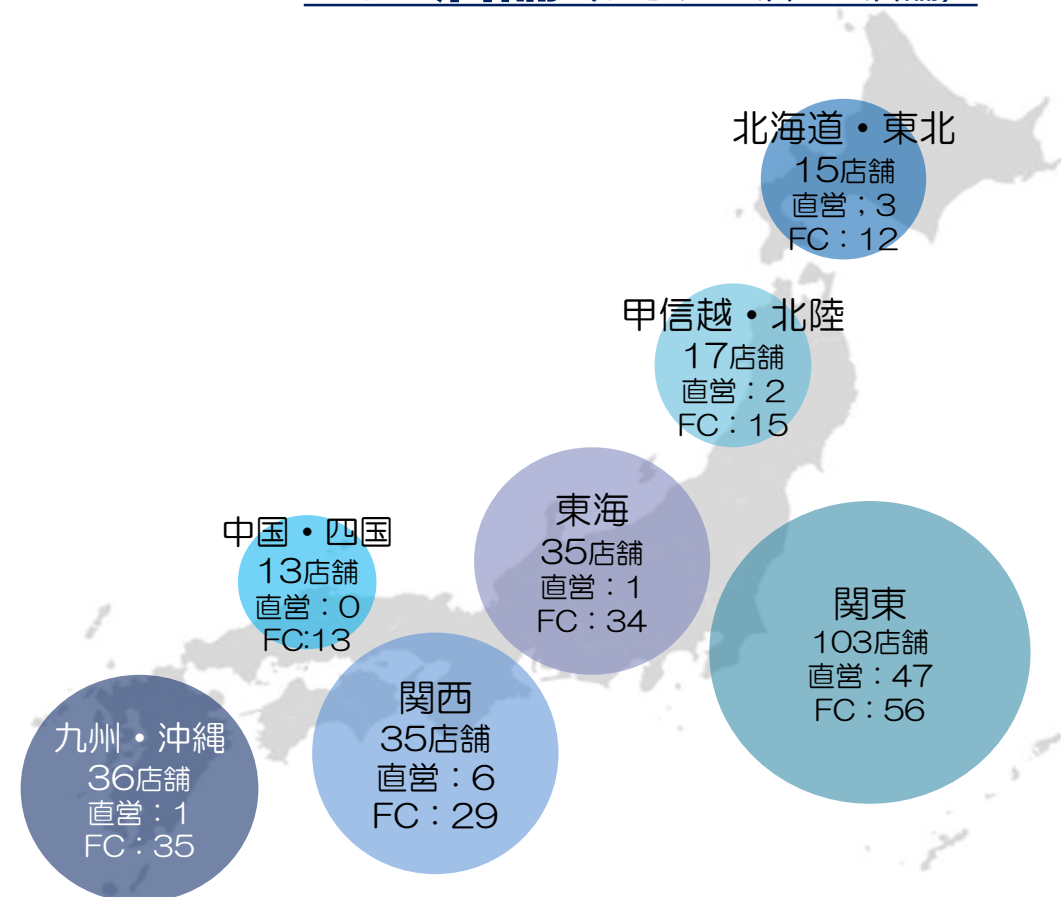 北海道・東北
15店舗
直営；3
FC：12
甲信越・北陸
17店舗
直営：2
FC：15
東海
35店舗
直営：1
FC：34
中国・四国
13店舗
直営：0
FC:13
関東
103店舗
直営：47
FC：56
関西
35店舗
直営：6
FC：29
九州・沖縄
36店舗
直営：1
FC：35